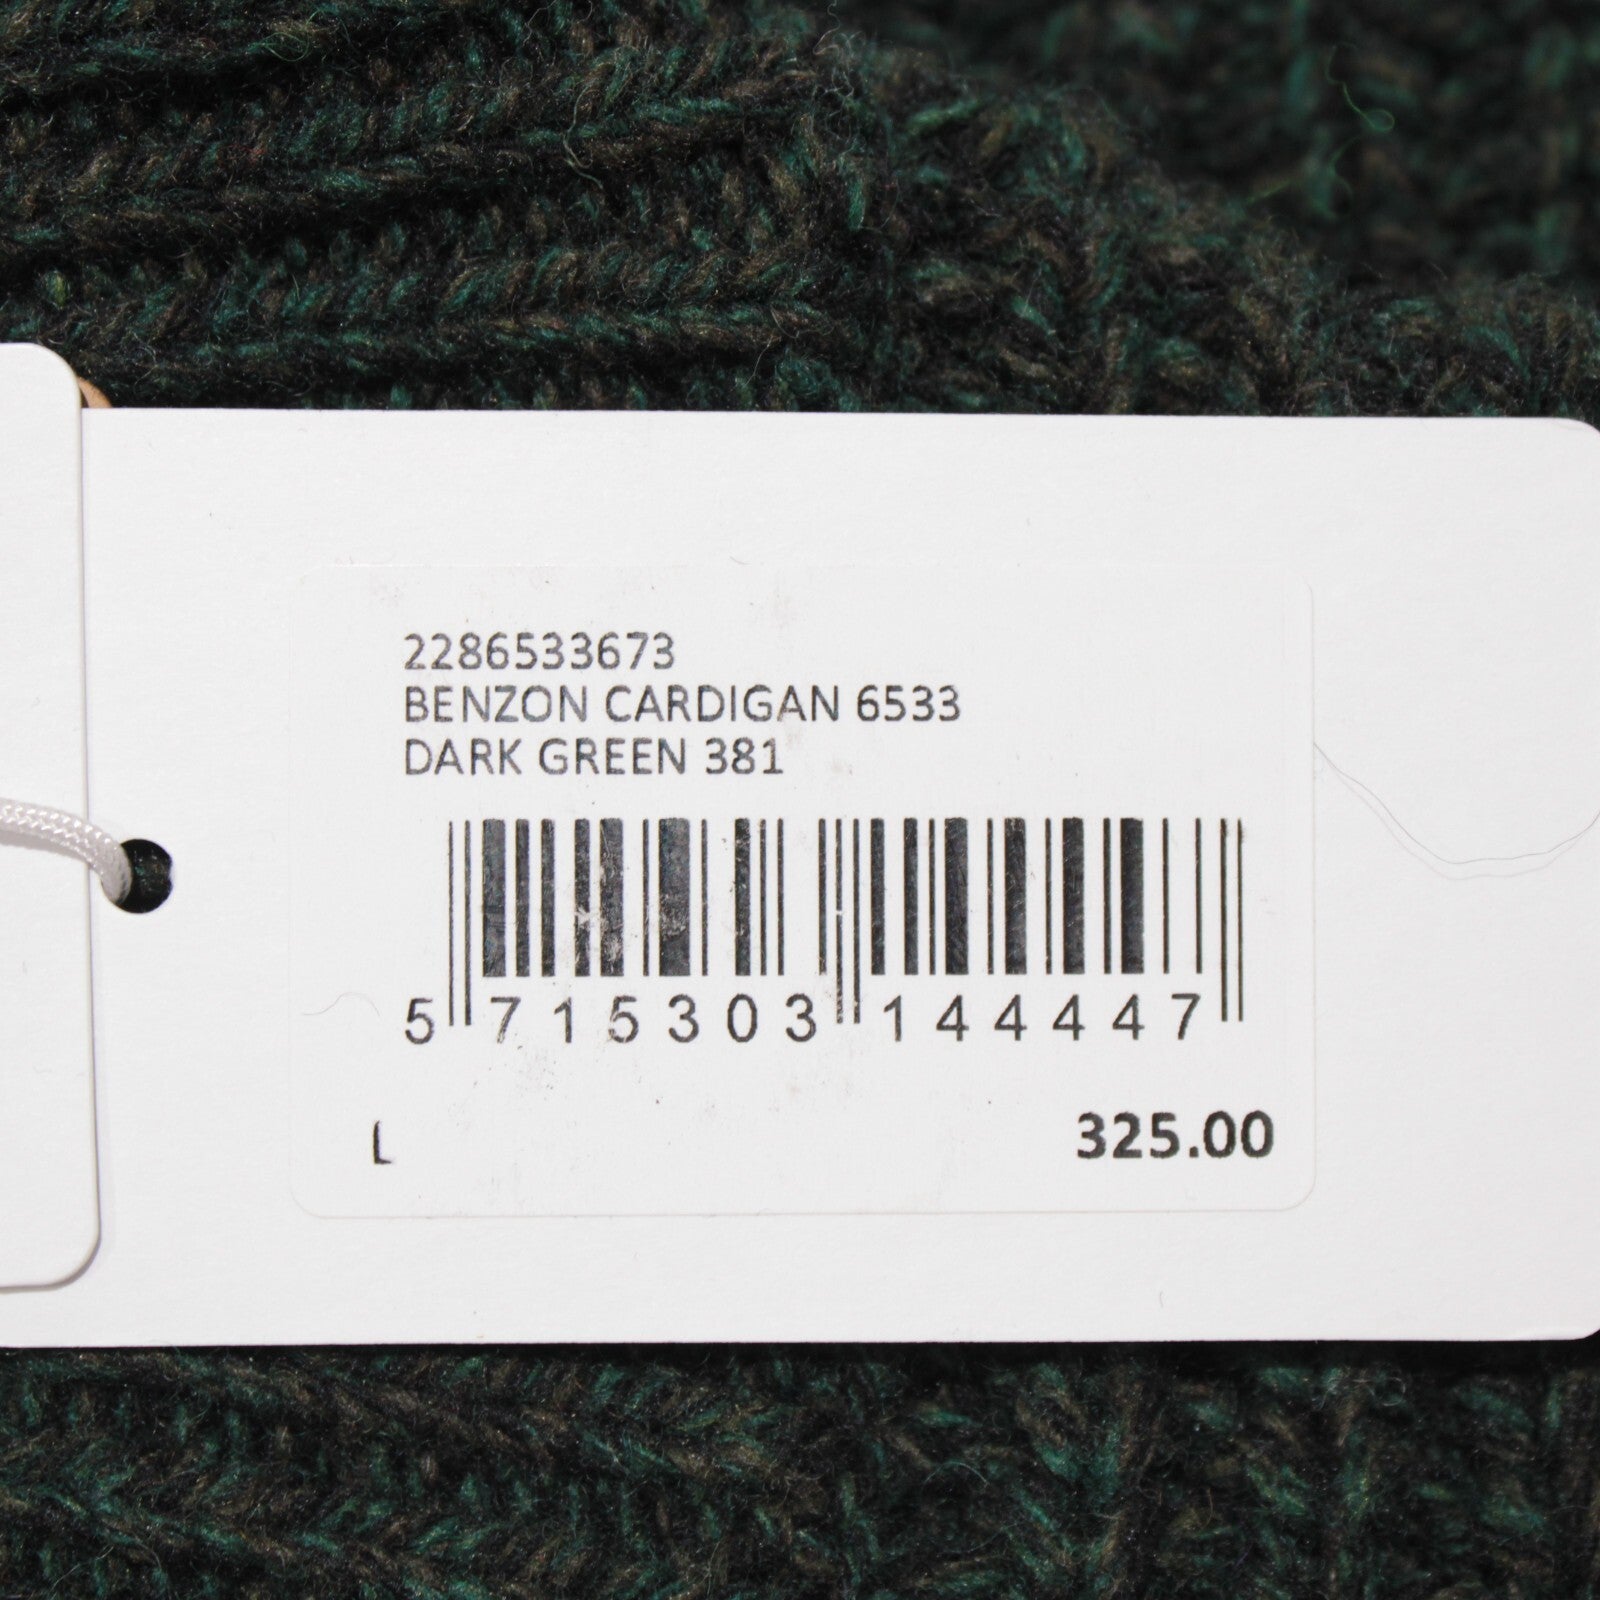 2286533673
BENZON CARDIGAN 6533
DARK GREEN 381
5 715303 144447
L 325.00